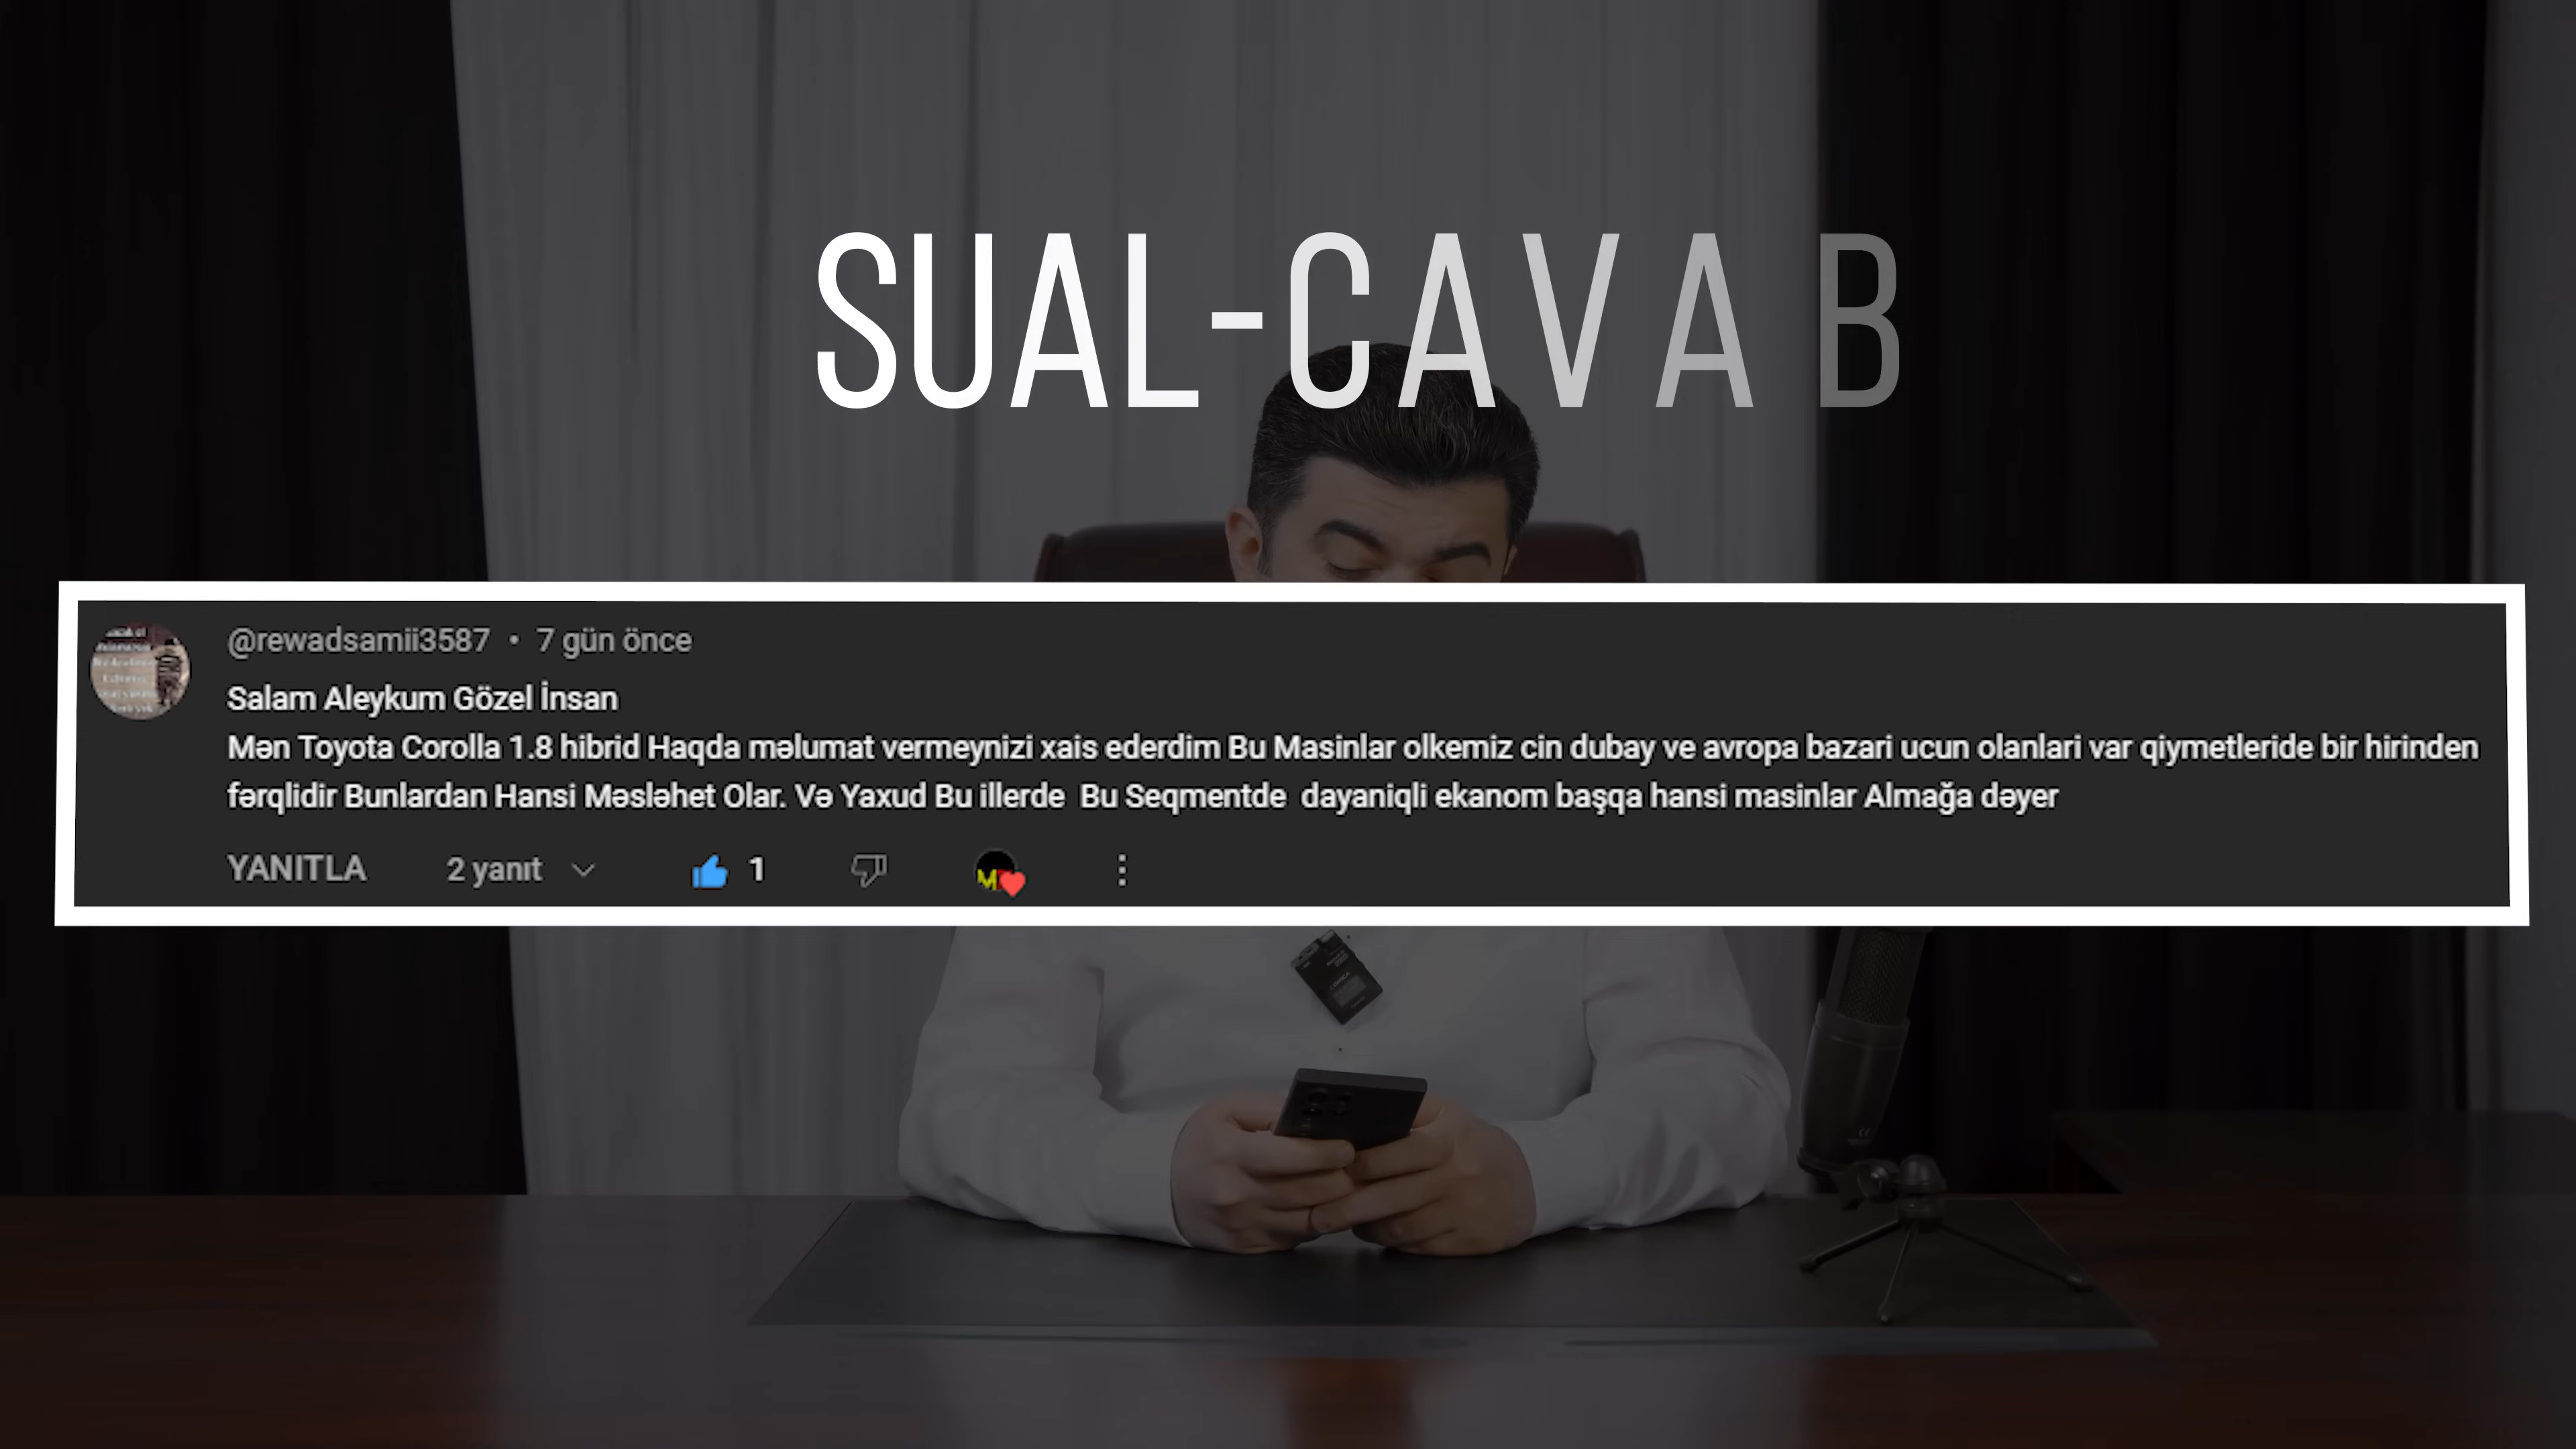 SUAL-CAVAB
@rewadsamii3587 • 7 gün önce
Salam Aleykum Gözel İnsan
Mən Toyota Corolla 1.8 hibrid Haqda məlumat vermeynizi xais ederdim Bu Masinlar olkemiz cin dubay ve avropa bazari ucun olanlari var qiymetleride bir hirinden
fərqlidir Bunlardan Hansi Məsləhet Olar. Və Yaxud Bu illerde Bu Seqmentde dayaniqli ekanom başqa hansi masinlar Almağa dəyer
YANITLA 2 yanıt 1